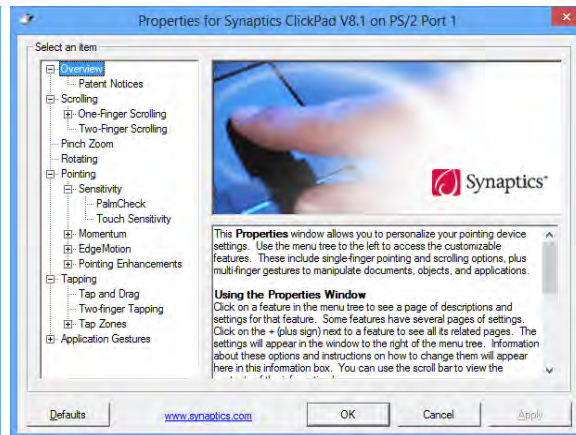 Properties for Synaptics ClickPad V8.1 on PS/2 Port 1
Select an item
Overview
Patent Notices
Scrolling
One-Finger Scrolling
Two-Finger Scrolling
Pinch Zoom
Rotating
Pointing
Sensitivity
PalmCheck
Touch Sensitivity
Momentum
EdgeMotion
Pointing Enhancements
Tapping
Tap and Drag
Two-finger Tapping
Tap Zones
Application Gestures
Synaptics
This Properties window allows you to personalize your pointing device
settings. Use the menu tree to the left to access the customizable
features. These include single-finger pointing and scrolling options, plus
multi-finger gestures to manipulate documents, objects, and applications.
Using the Properties Window
Click on a feature in the menu tree to see a page of descriptions and
settings for that feature. Some features have several pages of settings.
Click on the + (plus sign) next to a feature to see all its related pages. The
settings will appear in the window to the right of the menu tree. Information
about these options and instructions on how to change them will appear
here in this information box. You can use the scroll bar to view the
Defaults
www.synaptics.com
OK
Cancel
Apply